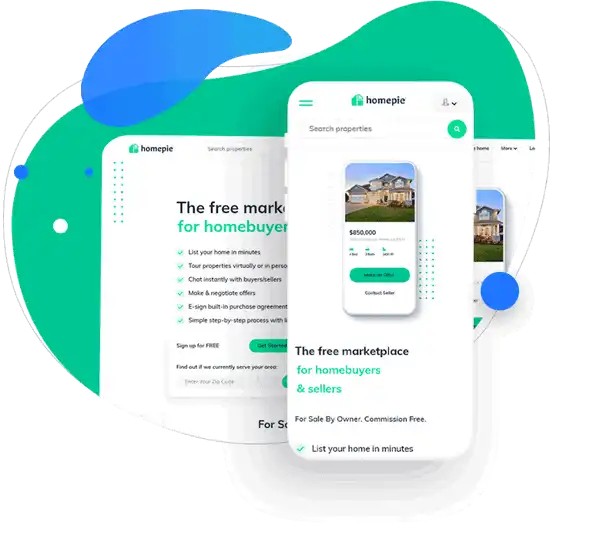 homepie
Search properties
The free market
for homebuyer
List your home in minutes
Tour properties virtually or in perso
Chat instantly with buyers/sellers
Make & negotiate offers
E-sign built-in purchase agreemen
Simple step-by-step process with
Sign up for FREE
Get Started
Find out if we currently serve your area:
Enter Your Zip Code
For Sa
homepie
Search properties
$850,000
Make an Offer
Contact Seller
The free marketplace
for homebuyers
& sellers
For Sale By Owner. Commission Free.
List your home in minutes
home More